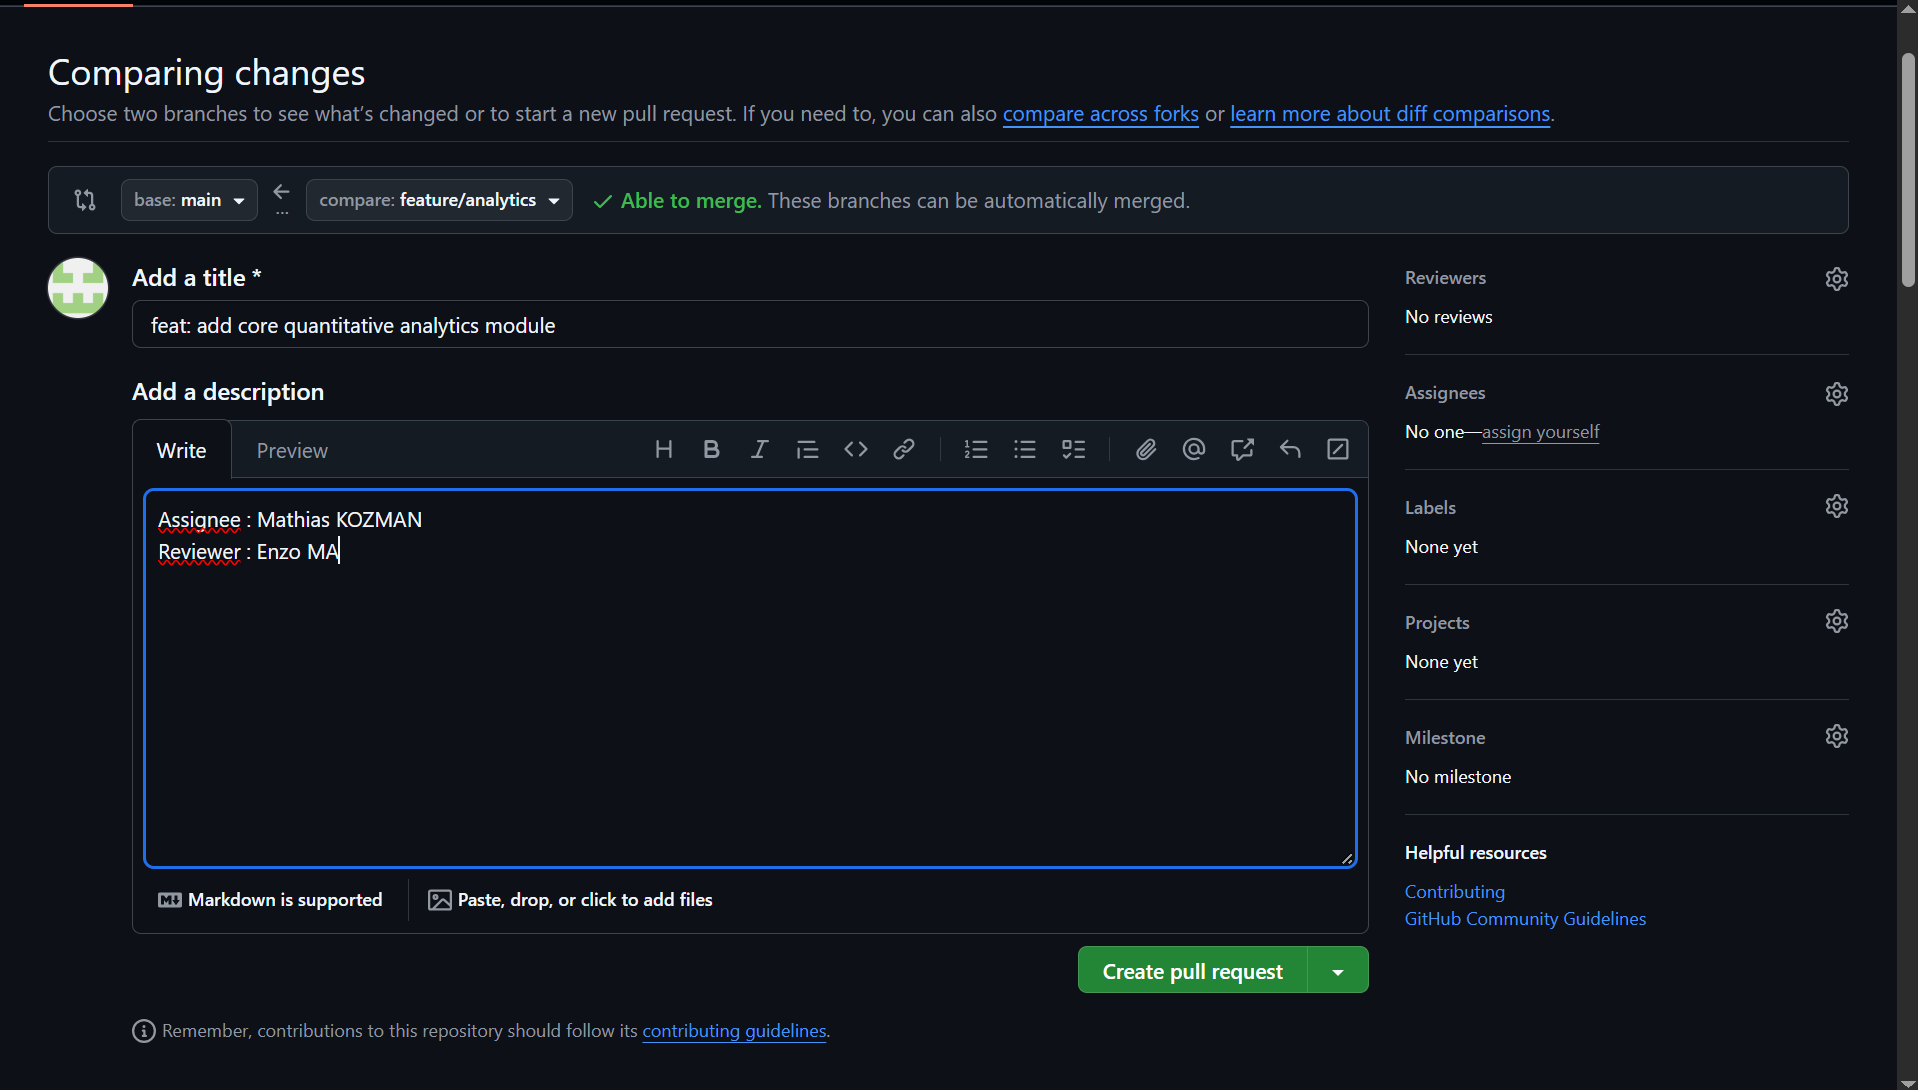 Comparing changes
Choose two branches to see what's changed or to start a new pull request. If you need to, you can also compare across forks or learn more about diff comparisons.
base: main
...
compare: feature/analytics
Able to merge. These branches can be automatically merged.
Add a title *
feat: add core quantitative analytics module
Add a description
Write
Preview
Assignee : Mathias KOZMAN
Reviewer : Enzo MA
Markdown is supported
Paste, drop, or click to add files
Create pull request
Remember, contributions to this repository should follow its contributing guidelines.
Reviewers
No reviews
Assignees
No one—assign yourself
Labels
None yet
Projects
None yet
Milestone
No milestone
Helpful resources
Contributing
GitHub Community Guidelines